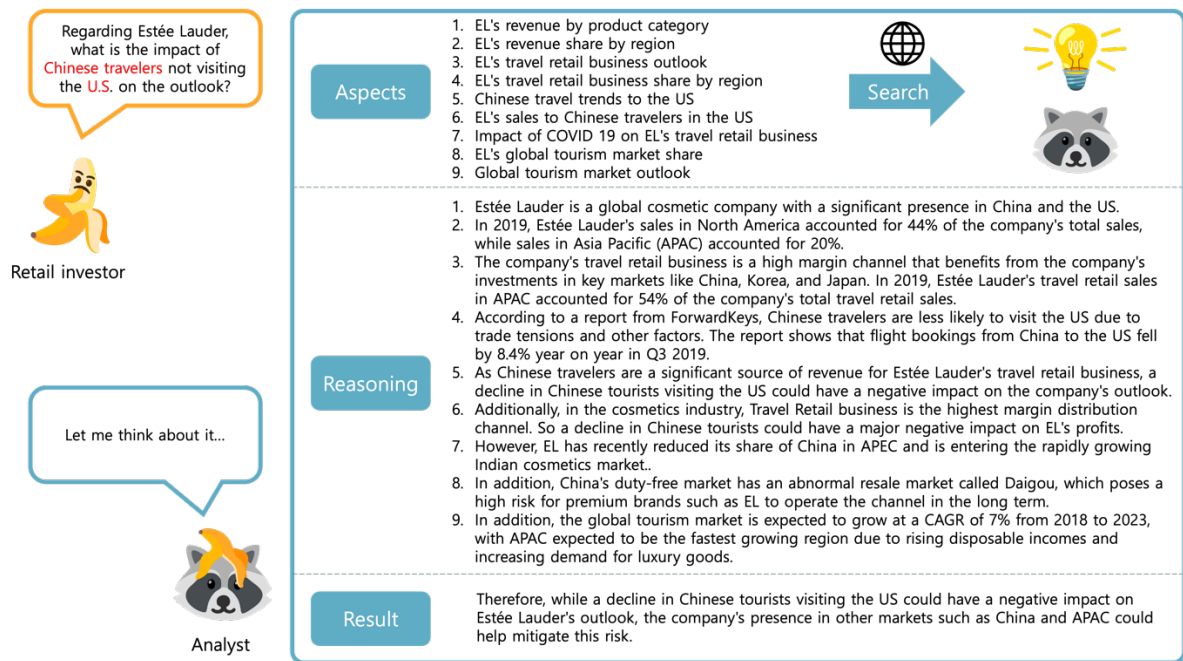 Regarding Estée Lauder,
what is the impact of
Chinese travelers not visiting
the U.S. on the outlook?
Retail investor
Let me think about it...
Analyst
Aspects
1. EL's revenue by product category
2. EL's revenue share by region
3. EL's travel retail business outlook
4. EL's travel retail business share by region
5. Chinese travel trends to the US
6. EL's sales to Chinese travelers in the US
7. Impact of COVID 19 on EL's travel retail business
8. EL's global tourism market share
9. Global tourism market outlook
Search
Reasoning
1. Estée Lauder is a global cosmetic company with a significant presence in China and the US.
2. In 2019, Estée Lauder's sales in North America accounted for 44% of the company's total sales,
while sales in Asia Pacific (APAC) accounted for 20%.
3. The company's travel retail business is a high margin channel that benefits from the company's
investments in key markets like China, Korea, and Japan. In 2019, Estée Lauder's travel retail sales
in APAC accounted for 54% of the company's total travel retail sales.
4. According to a report from ForwardKeys, Chinese travelers are less likely to visit the US due to
trade tensions and other factors. The report shows that flight bookings from China to the US fell
by 8.4% year on year in Q3 2019.
5. As Chinese travelers are a significant source of revenue for Estée Lauder's travel retail business, a
decline in Chinese tourists visiting the US could have a negative impact on the company's outlook.
6. Additionally, in the cosmetics industry, Travel Retail business is the highest margin distribution
channel. So a decline in Chinese tourists could have a major negative impact on EL's profits.
7. However, EL has recently reduced its share of China in APEC and is entering the rapidly growing
Indian cosmetics market..
8. In addition, China's duty-free market has an abnormal resale market called Daigou, which poses a
high risk for premium brands such as EL to operate the channel in the long term.
9. In addition, the global tourism market is expected to grow at a CAGR of 7% from 2018 to 2023,
with APAC expected to be the fastest growing region due to rising disposable incomes and
increasing demand for luxury goods.
Result
Therefore, while a decline in Chinese tourists visiting the US could have a negative impact on
Estée Lauder's outlook, the company's presence in other markets such as China and APAC could
help mitigate this risk.